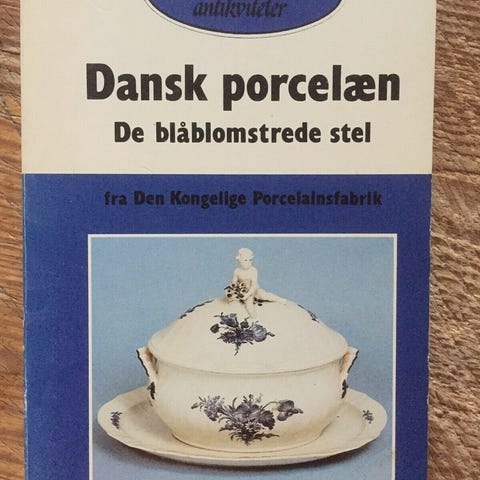 antikviteter
Dansk porcelæn
De blåblomstrede stel
fra Den Kongelige Porcelainsfabrik